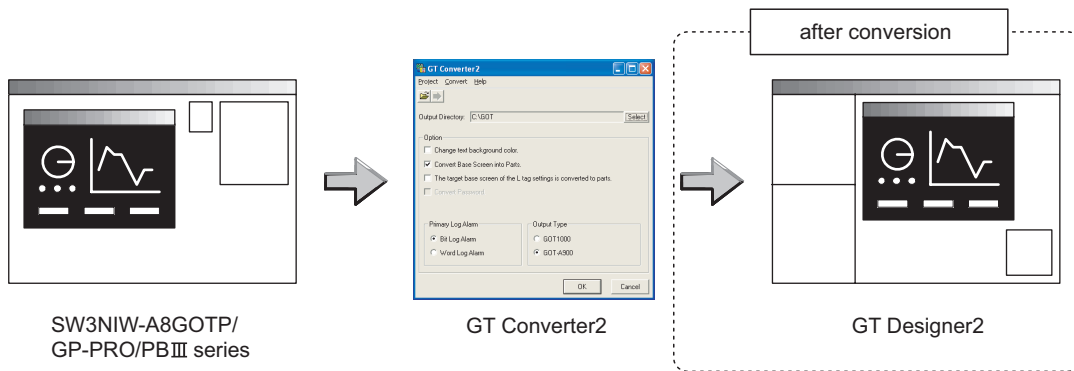 after conversion
GT Converter2
Project Convert Help
Output Directory: C:\GOT Select
Option
Change text background color.
Convert Base Screen into Parts.
The target base screen of the L tag settings is converted to parts.
Convert Password
Primary Log Alarm
Bit Log Alarm
Word Log Alarm
Output Type
GOT1000
GOT-A900
OK Cancel
SW3NIW-A8GOTP/
GP-PRO/PBⅢ series
GT Converter2
GT Designer2